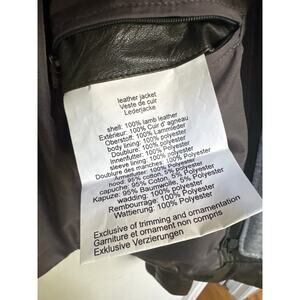 leather jacket
Veste de cuir
Lederjacke
shell: 100% lamb leather
Extérieur: 100% Cuir d' agneau
Oberstoff: 100% Lammleder
body lining: 100% Polyester
Doublure: 100% Polyester
Innenfutter: 100% Polyester
sleeve lining: 100% Polyester
Doublure des manches: 100% Polyester
Armelfutter: 100% Polyester
hood: 95% cotton, 5% Polyester
capuche: 95% Coton, 5% Polyester
Kapuze: 95% Baumwolle, 5% Polyester
wadding: 100% polyester
Rembourrage: 100% Polyester
Wattierung: 100% Polyester
Exclusive of trimming and ornamentation
Garniture et ornament non compris
Exklusive Verzierungen